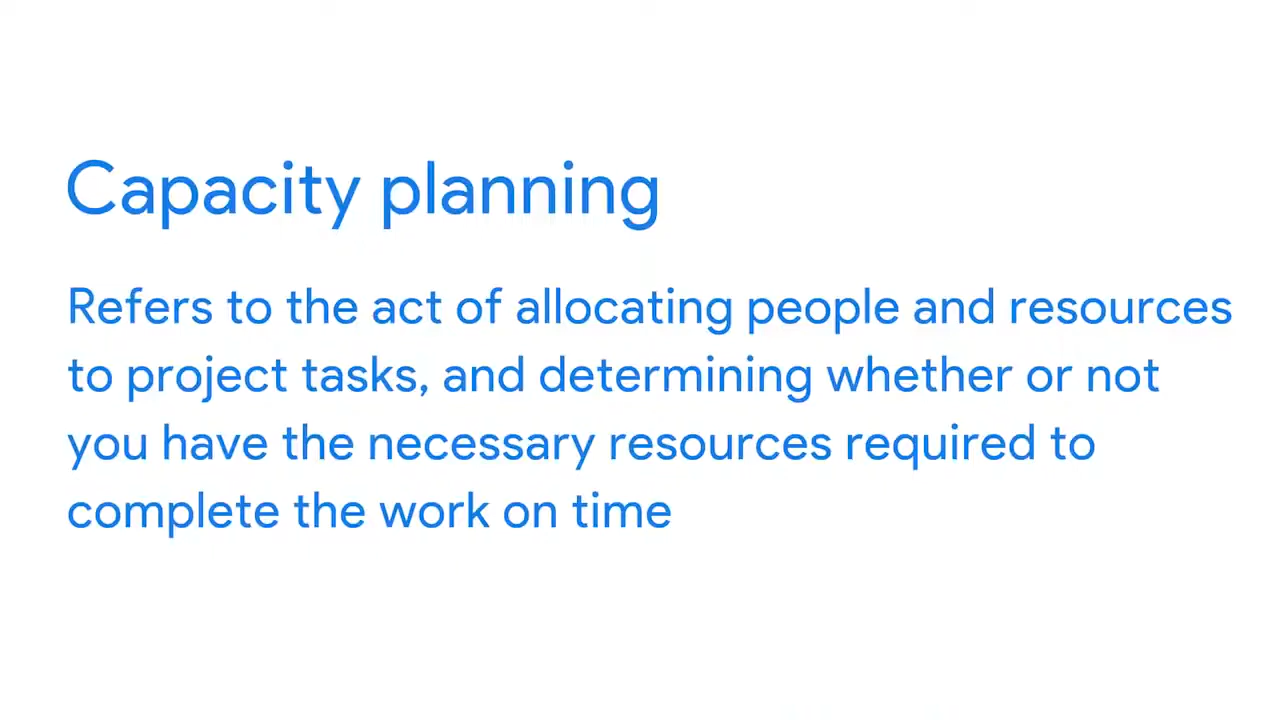 Capacity planning
Refers to the act of allocating people and resources
to project tasks, and determining whether or not
you have the necessary resources required to
complete the work on time